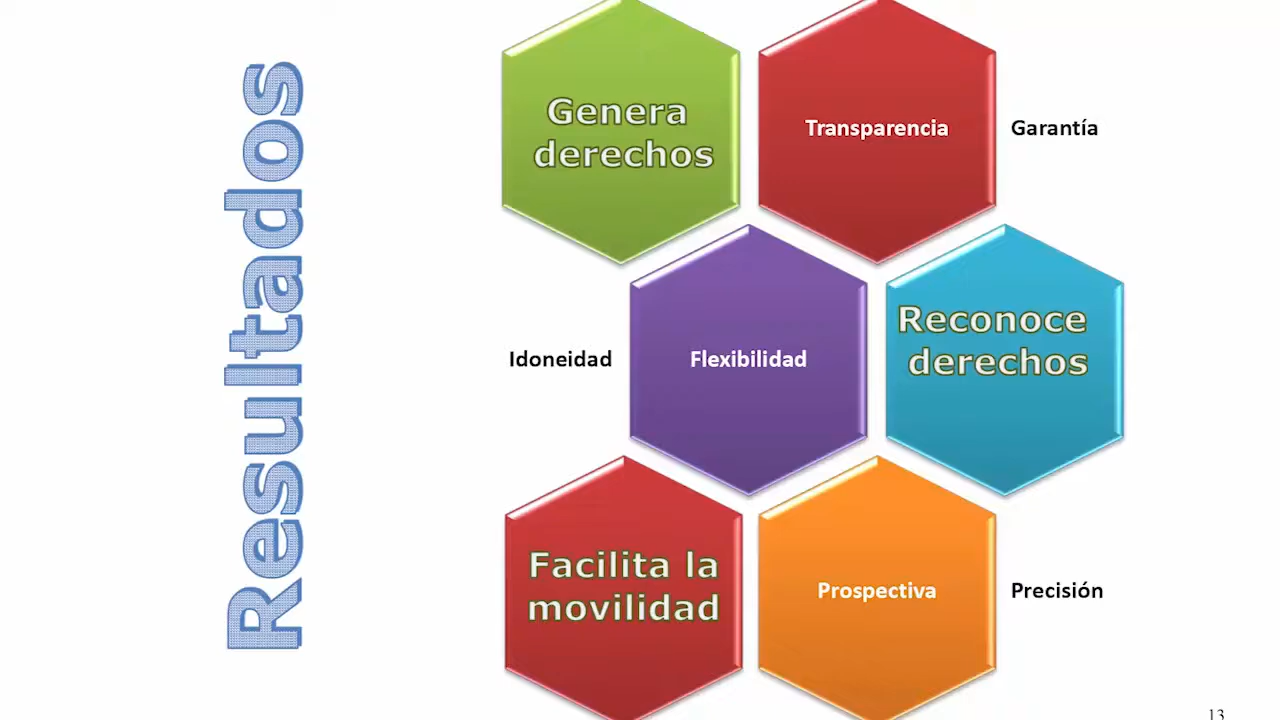 Resultados
Genera
derechos
Transparencia
Garantía
Idoneidad
Flexibilidad
Reconoce
derechos
Facilita la
movilidad
Prospectiva
Precisión
13